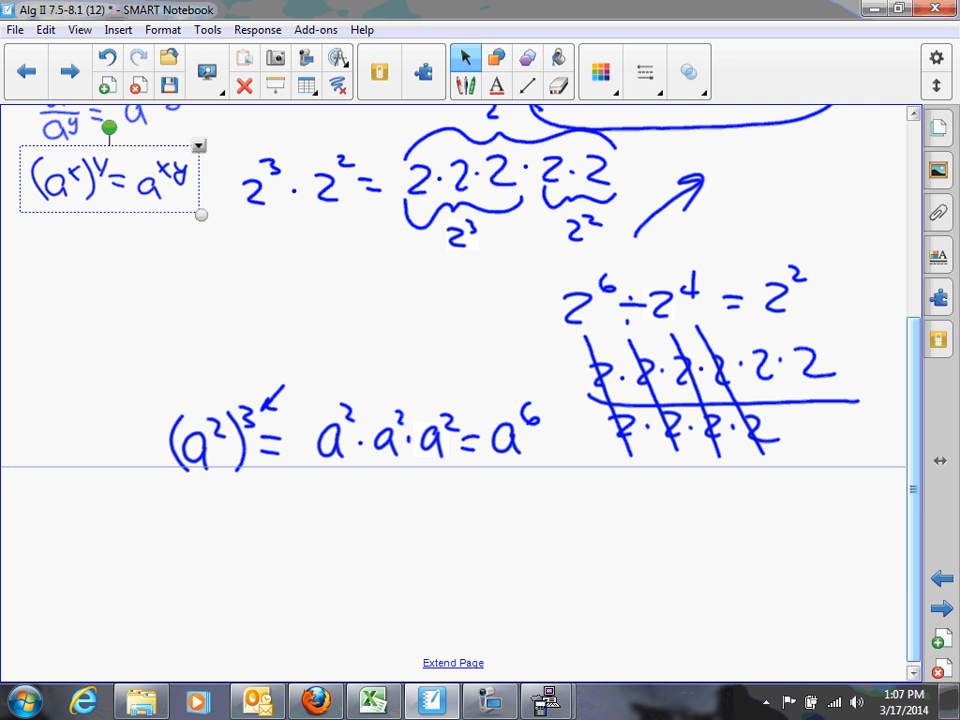 Alg II 7.5-8.1 (12) * - SMART Notebook
File Edit View Insert Format Tools Response Add-ons Help
a^y = a
(a^x)^y = a^xy
2^3 · 2^2 = 2·2·2·2·2
2^3 2^2
2^6 ÷ 2^4 = 2^2
2·2·2·2·2·2
2·2·2·2
(a^2)^3 = a^2·a^2·a^2 = a^6
Extend Page
1:07 PM
3/17/2014